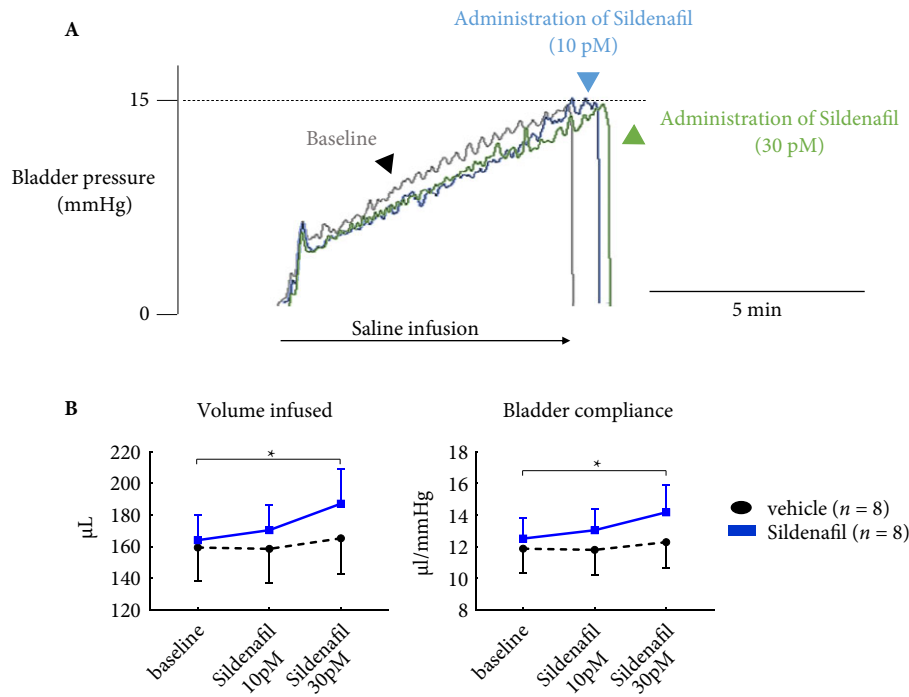 A
Administration of Sildenafil
(10 pM)
15
Baseline
Administration of Sildenafil
(30 pM)
Bladder pressure
(mmHg)
0
5 min
Saline infusion
B
Volume infused
220
200
180
160
140
120
μL
*
baseline
Sildenafil
10pM
Sildenafil
30pM
Bladder compliance
18
16
14
12
10
8
μl/mmHg
*
baseline
Sildenafil
10pM
Sildenafil
30pM
vehicle (n = 8)
Sildenafil (n = 8)